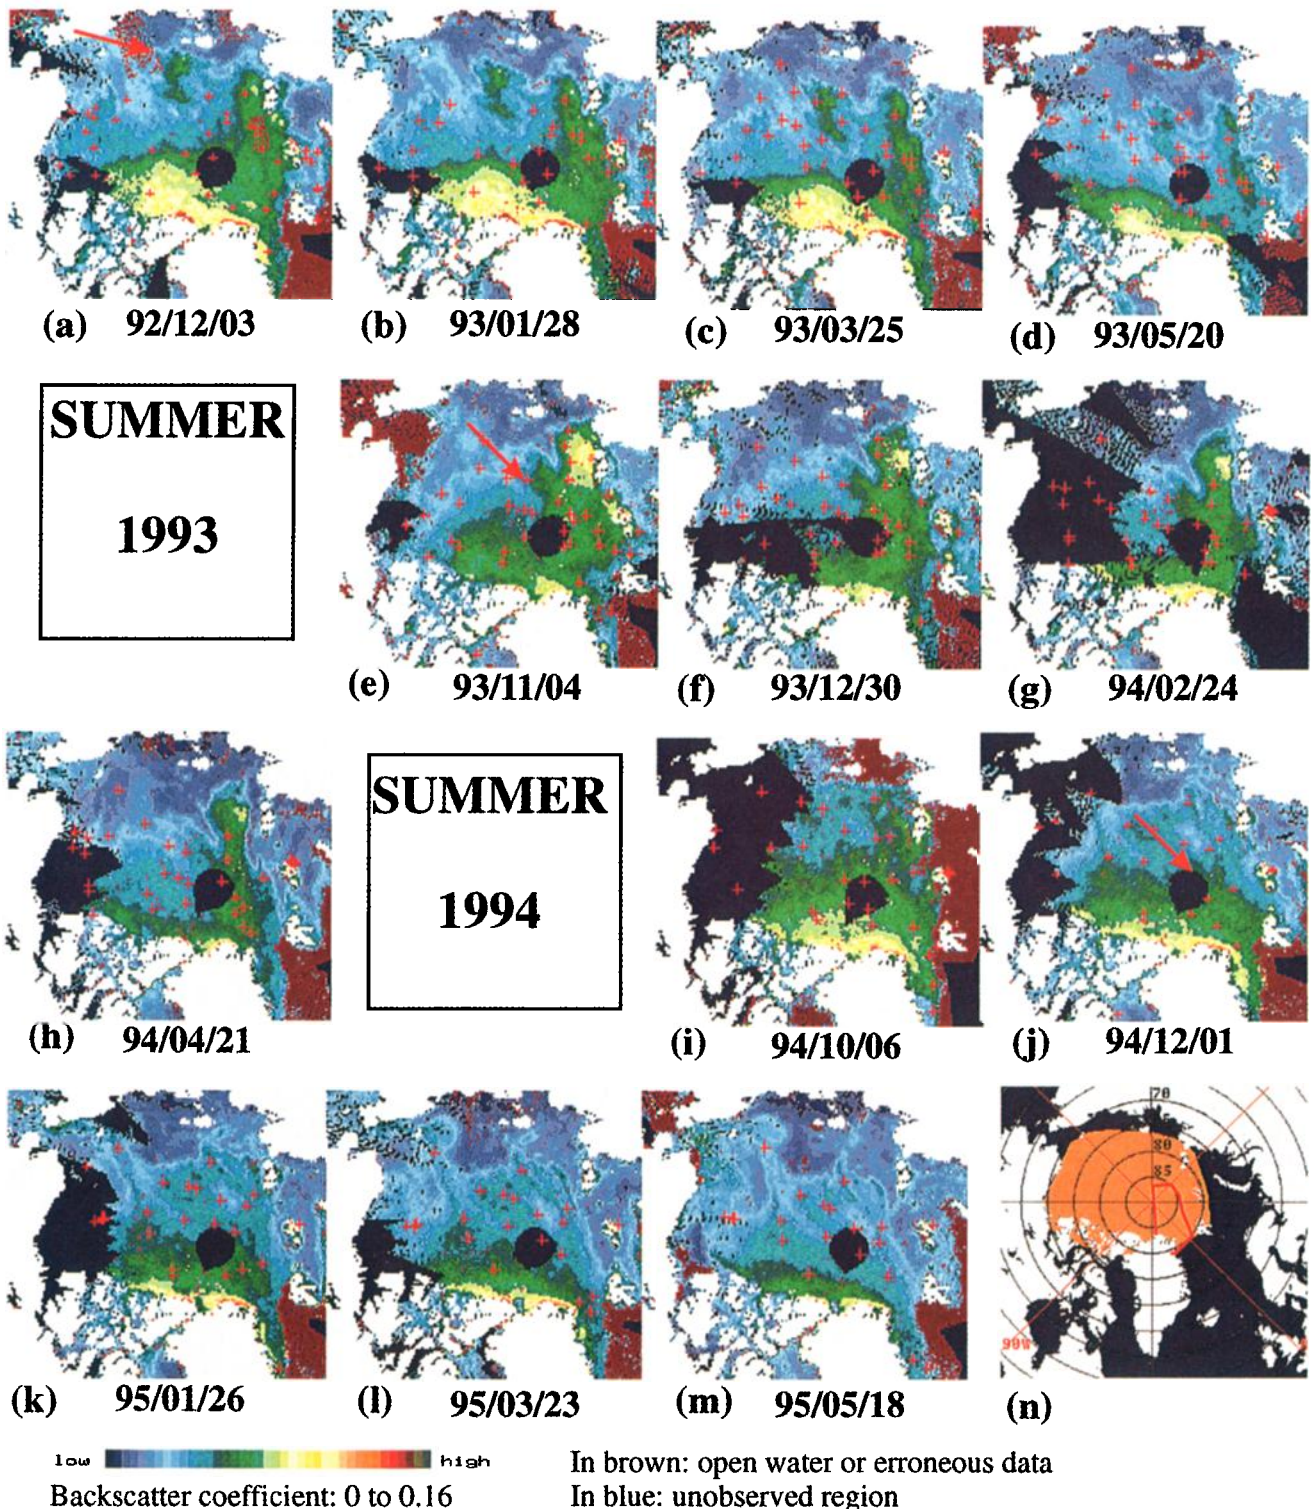 (a) 92/12/03
(b) 93/01/28
(c) 93/03/25
(d) 93/05/20
SUMMER
1993
(e) 93/11/04
(f) 93/12/30
(g) 94/02/24
(h) 94/04/21
SUMMER
1994
(i) 94/10/06
(j) 94/12/01
(k) 95/01/26
(l) 95/03/23
(m) 95/05/18
70
80
85
90W
(n)
low high
Backscatter coefficient: 0 to 0.16
In brown: open water or erroneous data
In blue: unobserved region